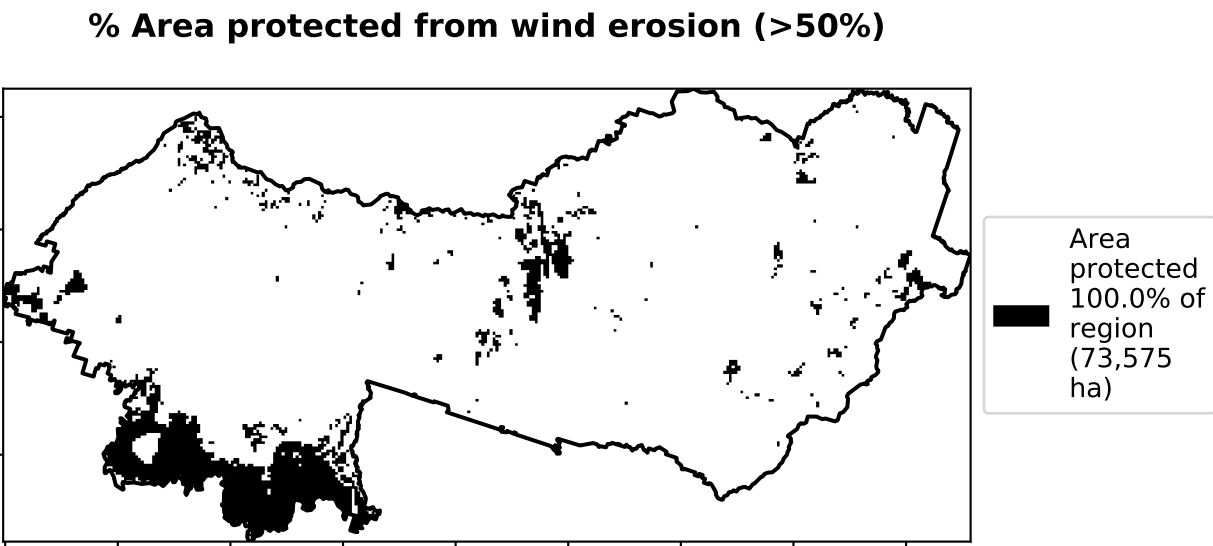 % Area protected from wind erosion (>50%)
Area
protected
100.0% of
region
(73,575
ha)